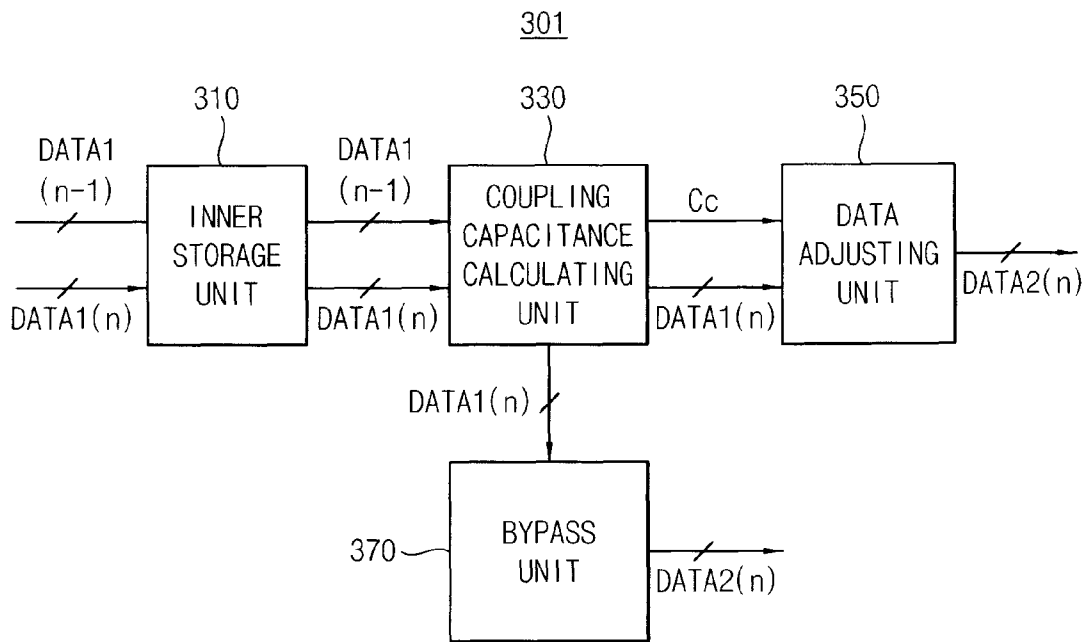 301
310
330
350
DATA1
(n-1)
DATA1
(n-1)
DATA1(n)
DATA1(n)
INNER
STORAGE
UNIT
COUPLING
CAPACITANCE
CALCULATING
UNIT
Cc
DATA1(n)
DATA
ADJUSTING
UNIT
DATA2(n)
DATA1(n)
370
BYPASS
UNIT
DATA2(n)